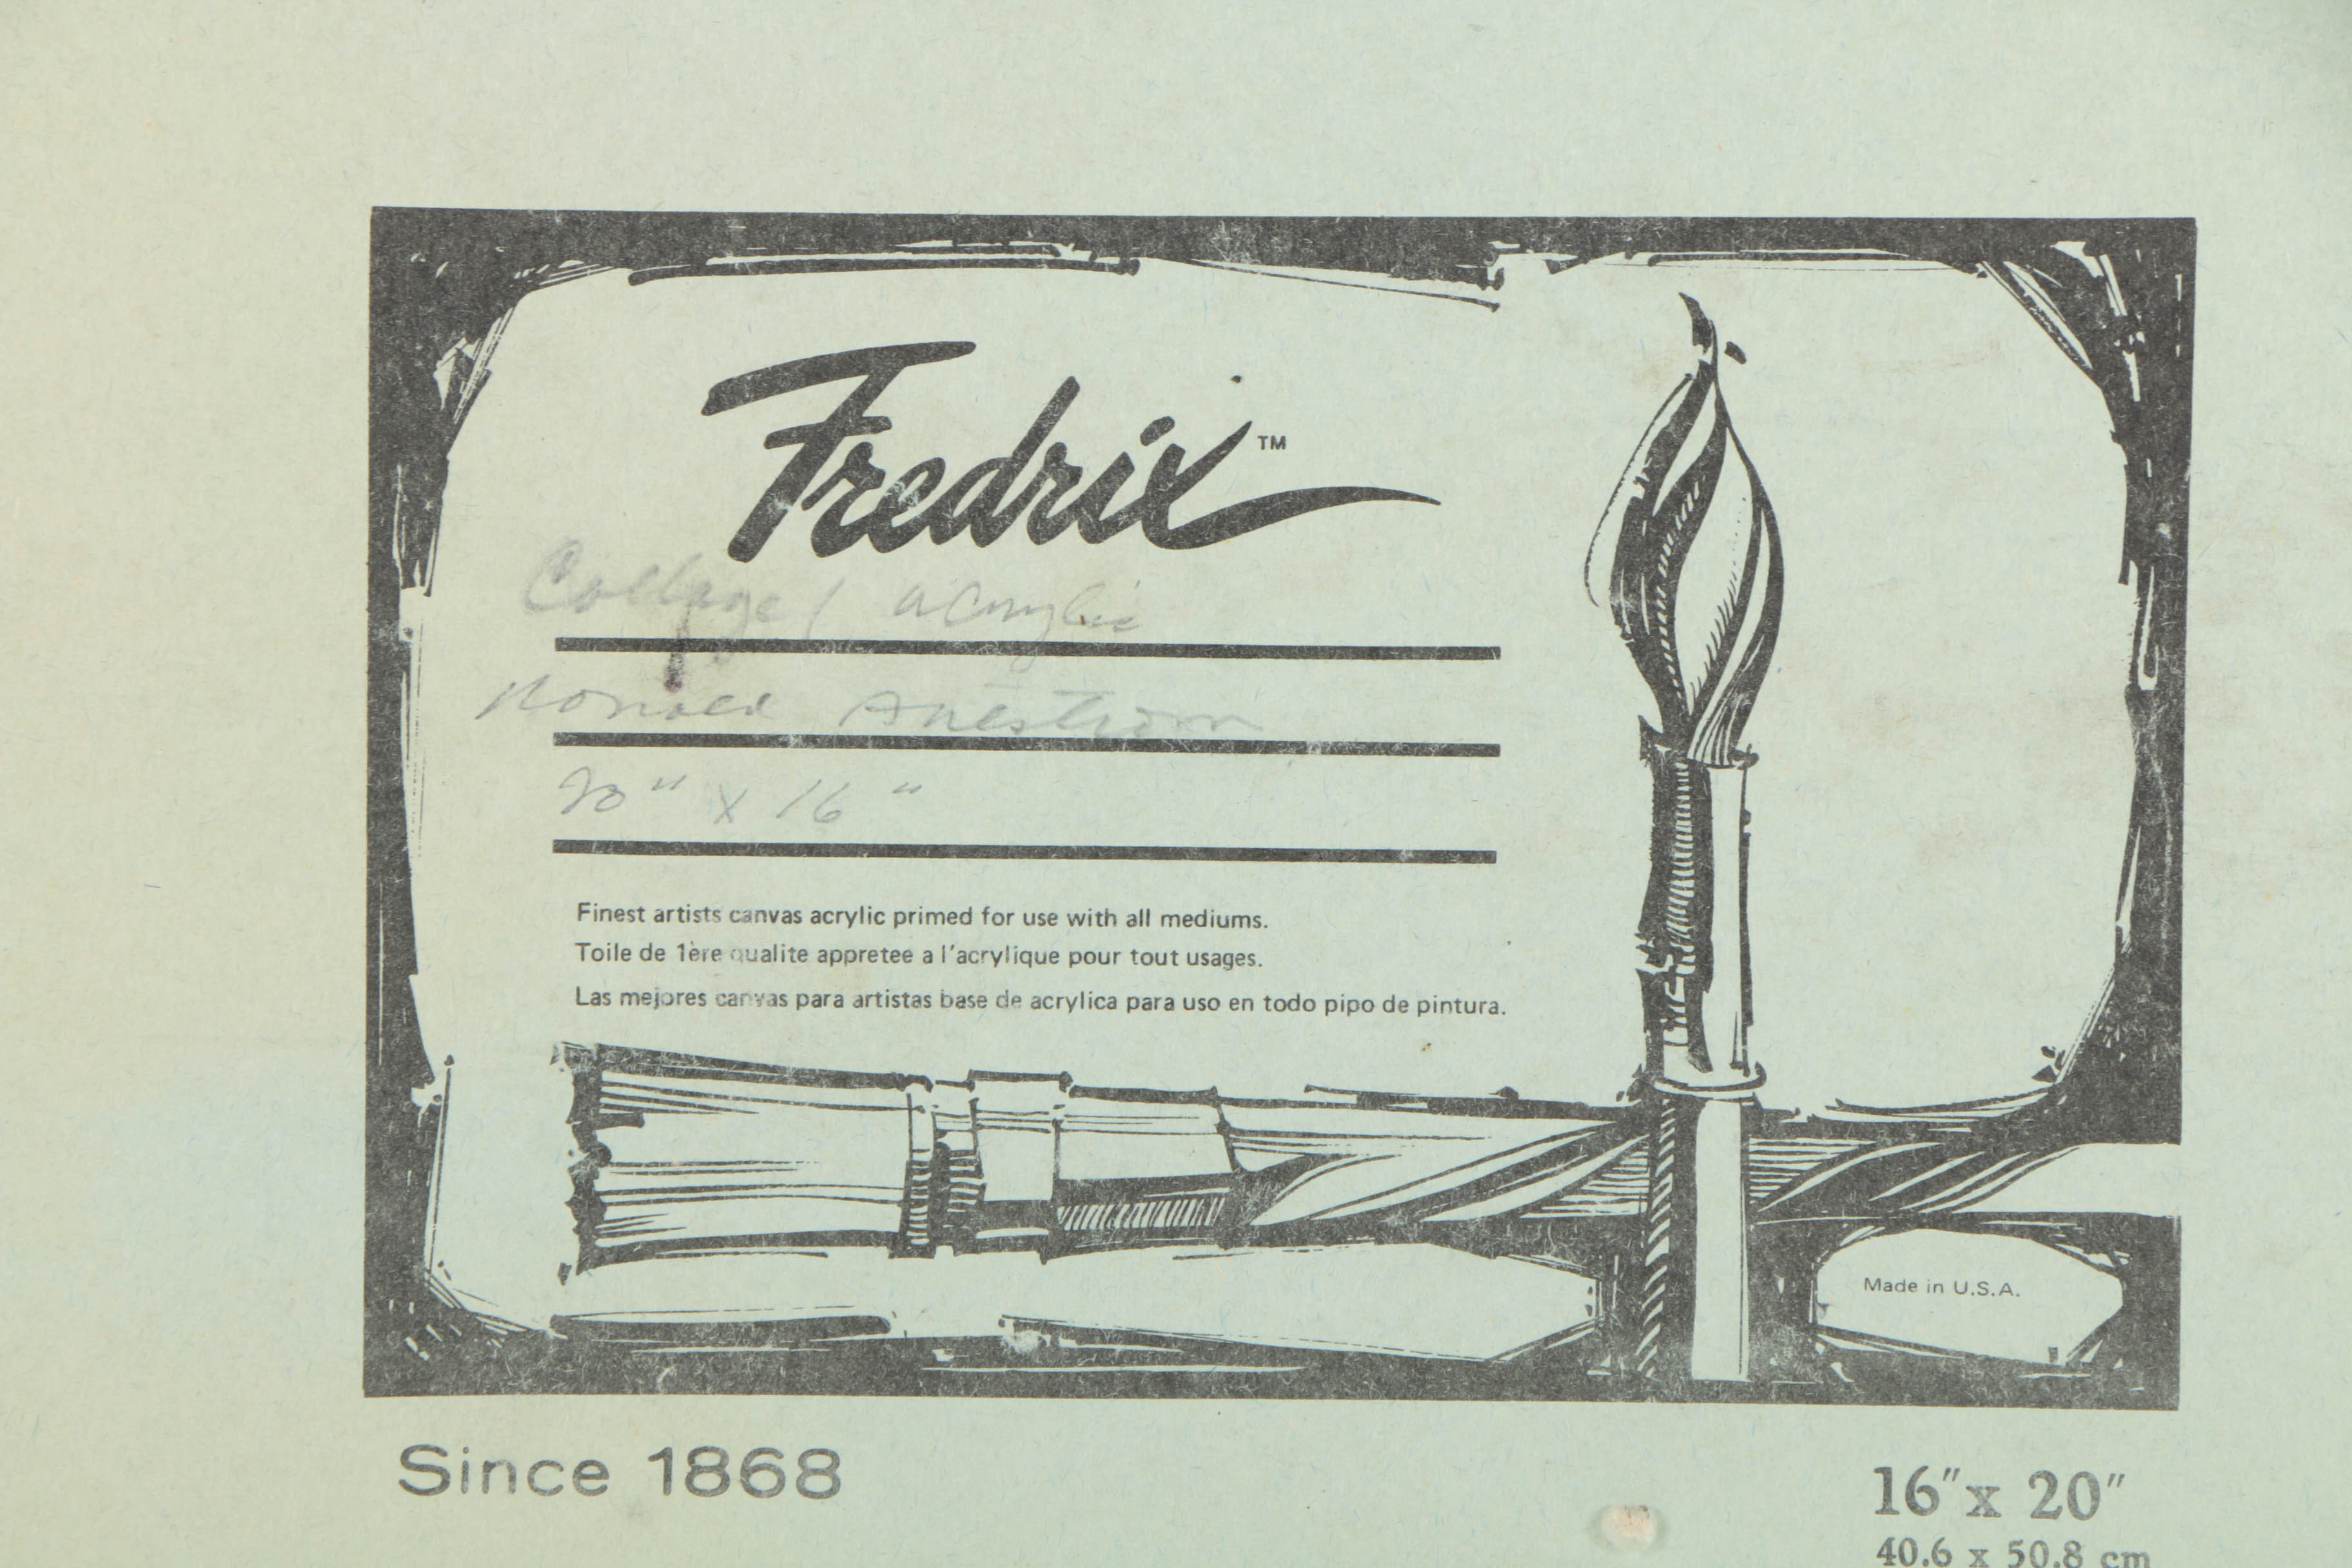 Fredrix™
Collage / acrylic
Ahlstrom
20" x 16"
Finest artists canvas acrylic primed for use with all mediums.
Toile de 1ère qualite appretee a l'acrylique pour tout usages.
Las mejores canvas para artistas base de acrylica para uso en todo pipo de pintura.
Made in U.S.A.
Since 1868
16" x 20"
40.6 x 50.8 cm